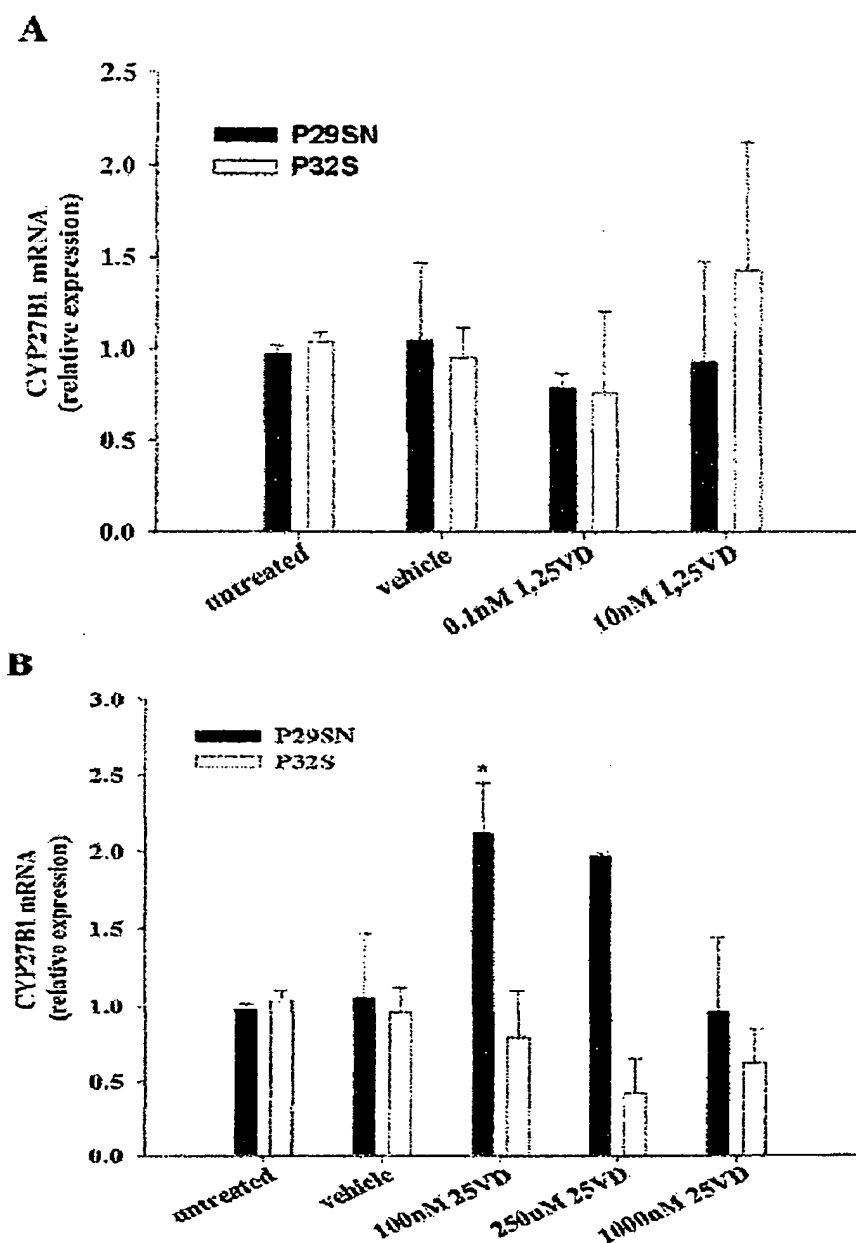 A
2.5
2.0
1.5
1.0
0.5
0.0
CYP27B1 mRNA
(relative expression)
P29SN
P32S
untreated
vehicle
0.1nM 1,25VD
10nM 1,25VD
B
3.0
2.5
2.0
1.5
1.0
0.5
0.0
CYP27B1 mRNA
(relative expression)
P29SN
P32S
*
untreated
vehicle
100nM 25VD
25VD
25VD